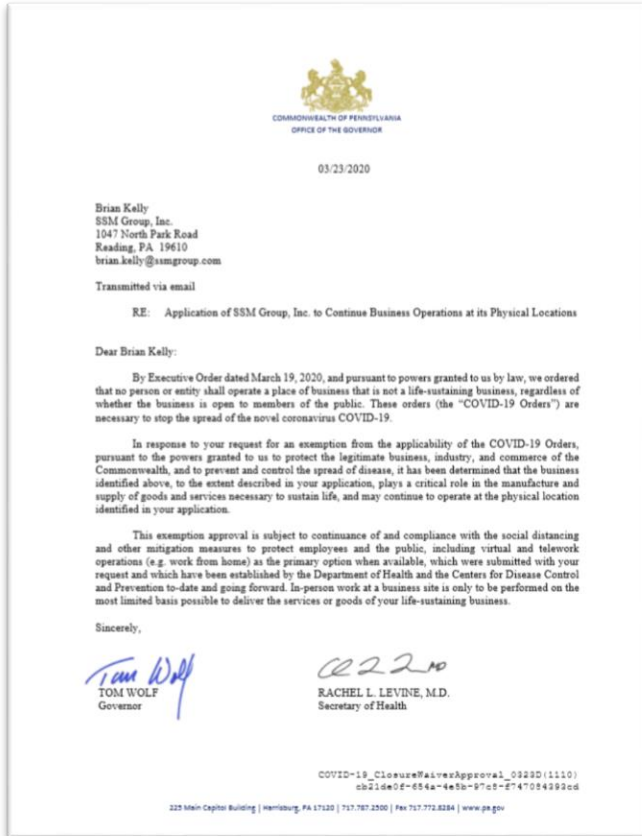 COMMONWEALTH OF PENNSYLVANIA
OFFICE OF THE GOVERNOR
03/23/2020
Brian Kelly
SSM Group, Inc.
1047 North Park Road
Reading, PA 19610
brian.kelly@ssmgroup.com
Transmitted via email
RE: Application of SSM Group, Inc. to Continue Business Operations at its Physical Locations
Dear Brian Kelly:
By Executive Order dated March 19, 2020, and pursuant to powers granted to us by law, we ordered
that no person or entity shall operate a place of business that is not a life-sustaining business, regardless of
whether the business is open to members of the public. These orders (the “COVID-19 Orders”) are
necessary to stop the spread of the novel coronavirus COVID-19.
In response to your request for an exemption from the applicability of the COVID-19 Orders,
pursuant to the powers granted to us to protect the legitimate business, industry, and commerce of the
Commonwealth, and to prevent and control the spread of disease, it has been determined that the business
identified above, to the extent described in your application, plays a critical role in the manufacture and
supply of goods and services necessary to sustain life, and may continue to operate at the physical location
identified in your application.
This exemption approval is subject to continuance of and compliance with the social distancing
and other mitigation measures to protect employees and the public, including virtual and telework
operations (e.g. work from home) as the primary option when available, which were submitted with your
request and which have been established by the Department of Health and the Centers for Disease Control
and Prevention to-date and going forward. In-person work at a business site is only to be performed on the
most limited basis possible to deliver the services or goods of your life-sustaining business.
Sincerely,
Tom Wolf
TOM WOLF
Governor
RACHEL L. LEVINE, M.D.
Secretary of Health
COVID-19_ClosureWaiverApproval_0323D(1110)
cb21de0f-654a-4e5b-97c8-f747084393cd
225 Main Capitol Building | Harrisburg, PA 17120 | 717.787.2500 | Fax 717.772.8284 | www.pa.gov